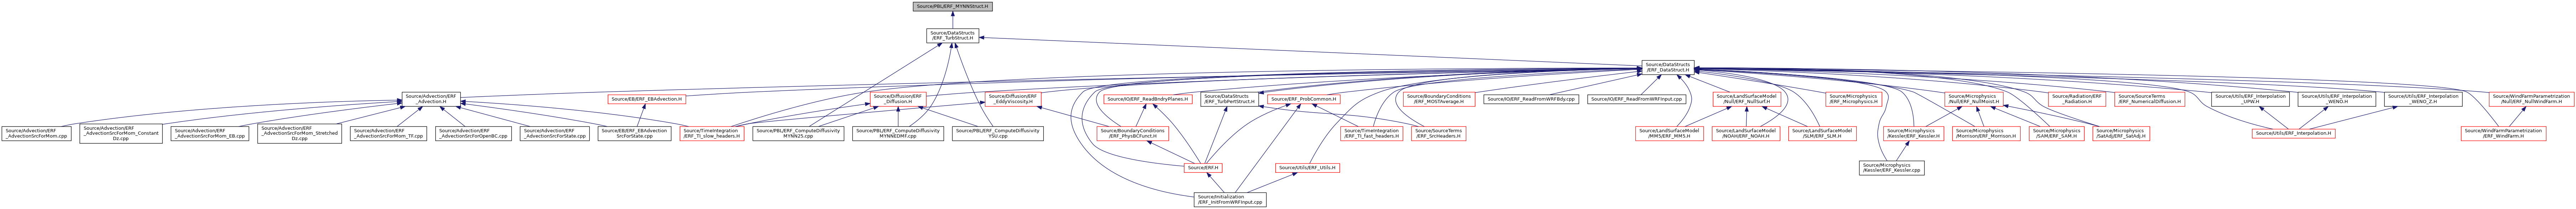 Source/PBL/ERF_MYNNStruct.H
Source/DataStructs
/ERF_TurbStruct.H
Source/DataStructs
/ERF_DataStruct.H
Source/Advection/ERF
_Advection.H
Source/EB/ERF_EBAdvection.H
Source/Diffusion/ERF
_Diffusion.H
Source/Diffusion/ERF
_EddyViscosity.H
Source/IO/ERF_ReadBndryPlanes.H
Source/DataStructs
/ERF_TurbPertStruct.H
Source/ERF_ProbCommon.H
Source/BoundaryConditions
/ERF_MOSTAverage.H
Source/IO/ERF_ReadFromWRFBdy.cpp
Source/IO/ERF_ReadFromWRFInput.cpp
Source/LandSurfaceModel
/Null/ERF_NullSurf.H
Source/Microphysics
/ERF_Microphysics.H
Source/Microphysics
/Null/ERF_NullMoist.H
Source/Radiation/ERF
_Radiation.H
Source/SourceTerms
/ERF_NumericalDiffusion.H
Source/Utils/ERF_Interpolation
_UPW.H
Source/Utils/ERF_Interpolation
_WENO.H
Source/Utils/ERF_Interpolation
_WENO_Z.H
Source/WindFarmParametrization
/Null/ERF_NullWindFarm.H
Source/Advection/ERF
_AdvectionSrcForMom.cpp
Source/Advection/ERF
_AdvectionSrcForMom_Constant
Dz.cpp
Source/Advection/ERF
_AdvectionSrcForMom_EB.cpp
Source/Advection/ERF
_AdvectionSrcForMom_Stretched
Dz.cpp
Source/Advection/ERF
_AdvectionSrcForMom_TF.cpp
Source/Advection/ERF
_AdvectionSrcForOpenBC.cpp
Source/Advection/ERF
_AdvectionSrcForState.cpp
Source/EB/ERF_EBAdvection
SrcForState.cpp
Source/TimeIntegration
/ERF_TI_slow_headers.H
Source/PBL/ERF_ComputeDiffusivity
MYNN25.cpp
Source/PBL/ERF_ComputeDiffusivity
MYNNEDMF.cpp
Source/PBL/ERF_ComputeDiffusivity
YSU.cpp
Source/BoundaryConditions
/ERF_PhysBCFunct.H
Source/TimeIntegration
/ERF_TI_fast_headers.H
Source/SourceTerms
/ERF_SrcHeaders.H
Source/LandSurfaceModel
/MM5/ERF_MM5.H
Source/LandSurfaceModel
/NOAH/ERF_NOAH.H
Source/LandSurfaceModel
/SLM/ERF_SLM.H
Source/Microphysics
/Kessler/ERF_Kessler.H
Source/Microphysics
/Morrison/ERF_Morrison.H
Source/Microphysics
/SAM/ERF_SAM.H
Source/Microphysics
/SatAdj/ERF_SatAdj.H
Source/Utils/ERF_Interpolation.H
Source/WindFarmParametrization
/ERF_WindFarm.H
Source/ERF.H
Source/Utils/ERF_Utils.H
Source/Microphysics
/Kessler/ERF_Kessler.cpp
Source/Initialization
/ERF_InitFromWRFInput.cpp